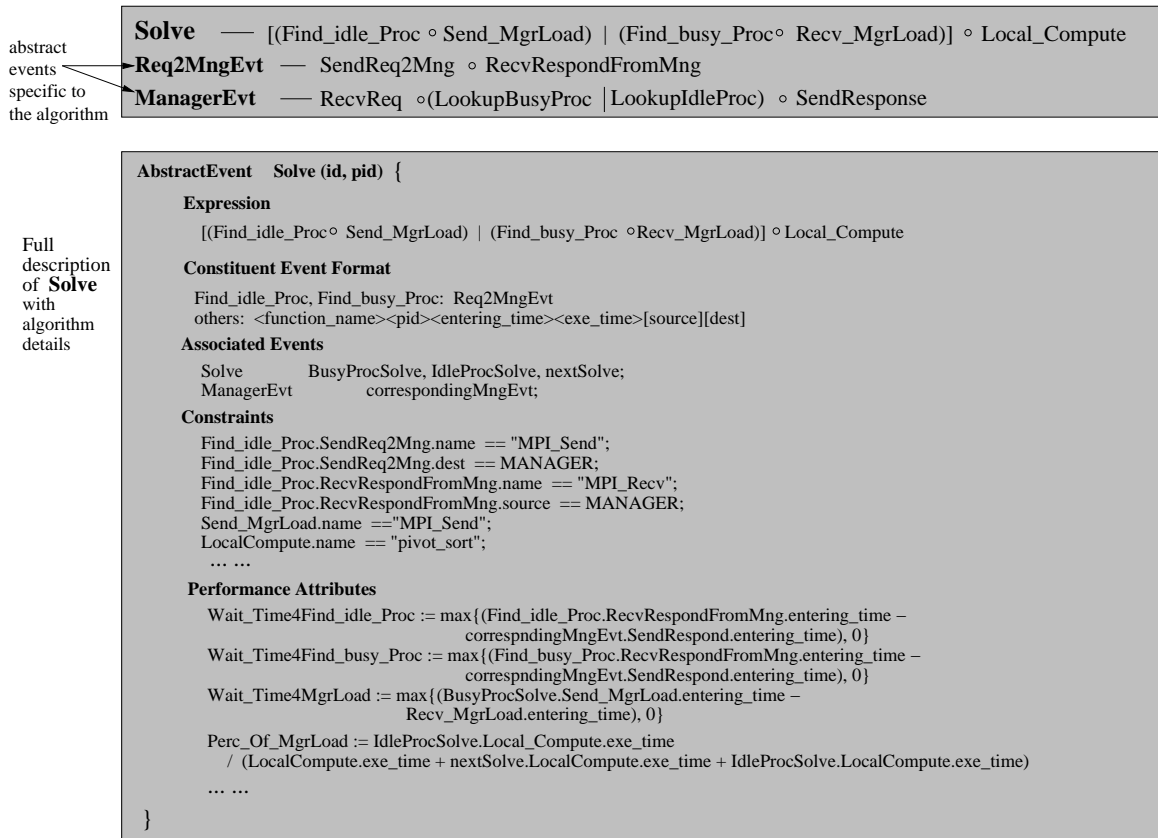 Solve — [(Find_idle_Proc ∘ Send_MgrLoad) | (Find_busy_Proc∘ Recv_MgrLoad)] ∘ Local_Compute
abstract
events
specific to
the algorithm
Req2MngEvt — SendReq2Mng ∘ RecvRespondFromMng
ManagerEvt — RecvReq ∘(LookupBusyProc | LookupIdleProc) ∘ SendResponse
AbstractEvent Solve (id, pid) {
Expression
[(Find_idle_Proc∘ Send_MgrLoad) | (Find_busy_Proc ∘Recv_MgrLoad)] ∘ Local_Compute
Full
description
of Solve
with
algorithm
details
Constituent Event Format
Find_idle_Proc, Find_busy_Proc: Req2MngEvt
others: <function_name><pid><entering_time><exe_time>[source][dest]
Associated Events
Solve BusyProcSolve, IdleProcSolve, nextSolve;
ManagerEvt correspondingMngEvt;
Constraints
Find_idle_Proc.SendReq2Mng.name == "MPI_Send";
Find_idle_Proc.SendReq2Mng.dest == MANAGER;
Find_idle_Proc.RecvRespondFromMng.name == "MPI_Recv";
Find_idle_Proc.RecvRespondFromMng.source == MANAGER;
Send_MgrLoad.name =="MPI_Send";
LocalCompute.name == "pivot_sort";
... ...
Performance Attributes
Wait_Time4Find_idle_Proc := max{(Find_idle_Proc.RecvRespondFromMng.entering_time −
correspndingMngEvt.SendRespond.entering_time), 0}
Wait_Time4Find_busy_Proc := max{(Find_busy_Proc.RecvRespondFromMng.entering_time −
correspndingMngEvt.SendRespond.entering_time), 0}
Wait_Time4MgrLoad := max{(BusyProcSolve.Send_MgrLoad.entering_time −
Recv_MgrLoad.entering_time), 0}
Perc_Of_MgrLoad := IdleProcSolve.Local_Compute.exe_time
/ (LocalCompute.exe_time + nextSolve.LocalCompute.exe_time + IdleProcSolve.LocalCompute.exe_time)
... ...
}